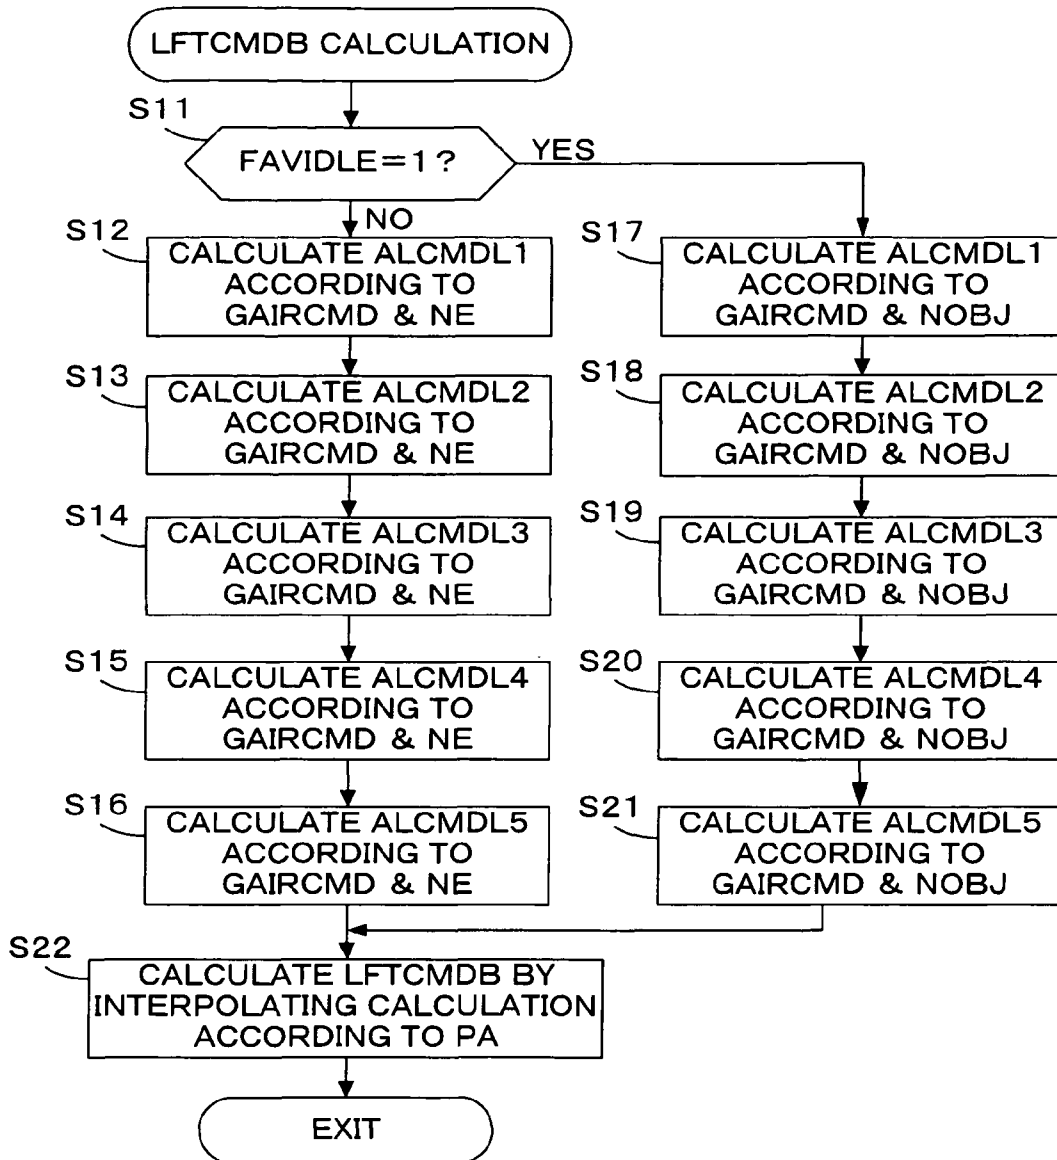 LFTCMDB CALCULATION
S11
FAVIDLE=1?
YES
NO
S12
CALCULATE ALCMDL1
ACCORDING TO
GAIRCMD & NE
S17
CALCULATE ALCMDL1
ACCORDING TO
GAIRCMD & NOBJ
S13
CALCULATE ALCMDL2
ACCORDING TO
GAIRCMD & NE
S18
CALCULATE ALCMDL2
ACCORDING TO
GAIRCMD & NOBJ
S14
CALCULATE ALCMDL3
ACCORDING TO
GAIRCMD & NE
S19
CALCULATE ALCMDL3
ACCORDING TO
GAIRCMD & NOBJ
S15
CALCULATE ALCMDL4
ACCORDING TO
GAIRCMD & NE
S20
CALCULATE ALCMDL4
ACCORDING TO
GAIRCMD & NOBJ
S16
CALCULATE ALCMDL5
ACCORDING TO
GAIRCMD & NE
S21
CALCULATE ALCMDL5
ACCORDING TO
GAIRCMD & NOBJ
S22
CALCULATE LFTCMDB BY
INTERPOLATING CALCULATION
ACCORDING TO PA
EXIT